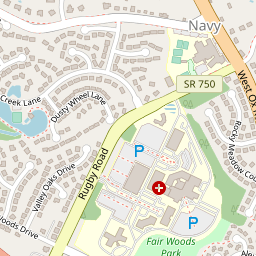 Navy
SR 750
West Ox
Creek Lane
Dusty Wheel Lane
Rugby Road
Rocky Meadow Cou
Valley Oaks Drive
Woods Drive
P
P
Fair Woods
Park